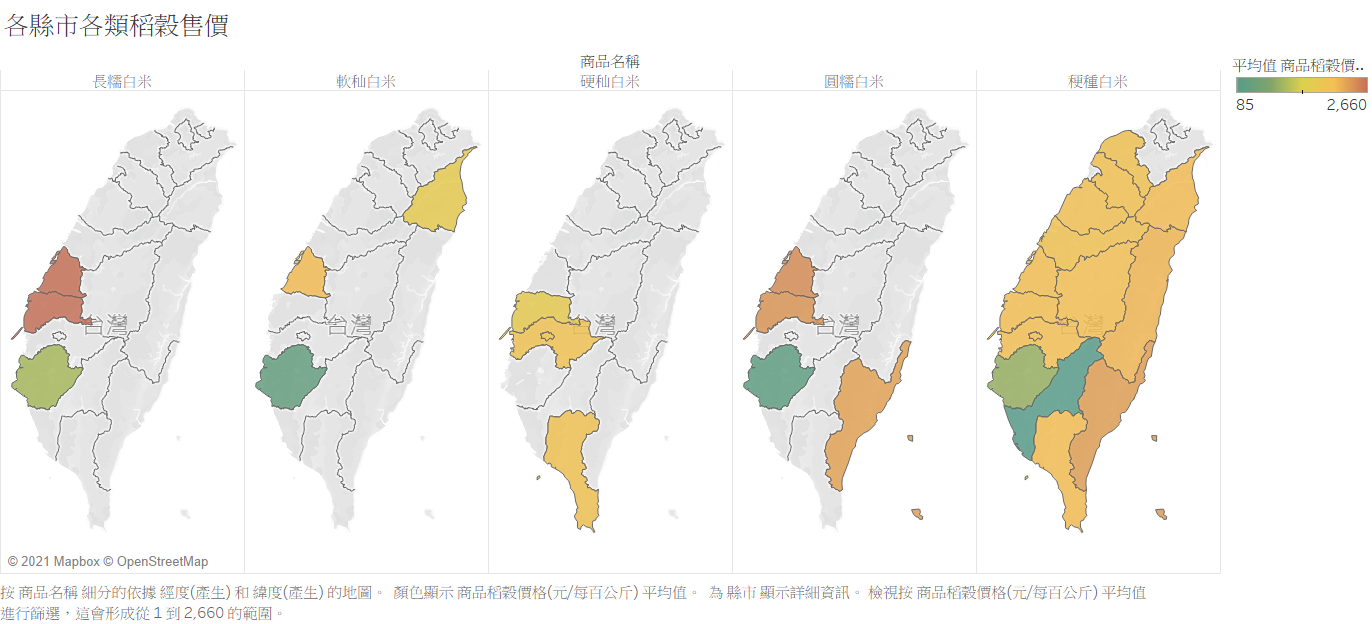 各縣市各類稻穀售價
商品名稱
長糯白米
軟秈白米
硬秈白米
圓糯白米
稉種白米
平均值 商品稻穀價..
85
2,660
台灣
台灣
台灣
台灣
台灣
© 2021 Mapbox © OpenStreetMap
按 商品名稱 細分的依據 經度(產生) 和 緯度(產生) 的地圖。 顏色顯示 商品稻穀價格(元/每百公斤) 平均值。 為 縣市 顯示詳細資訊。 檢視按 商品稻穀價格(元/每百公斤) 平均值
進行篩選，這會形成從 1 到 2,660 的範圍。